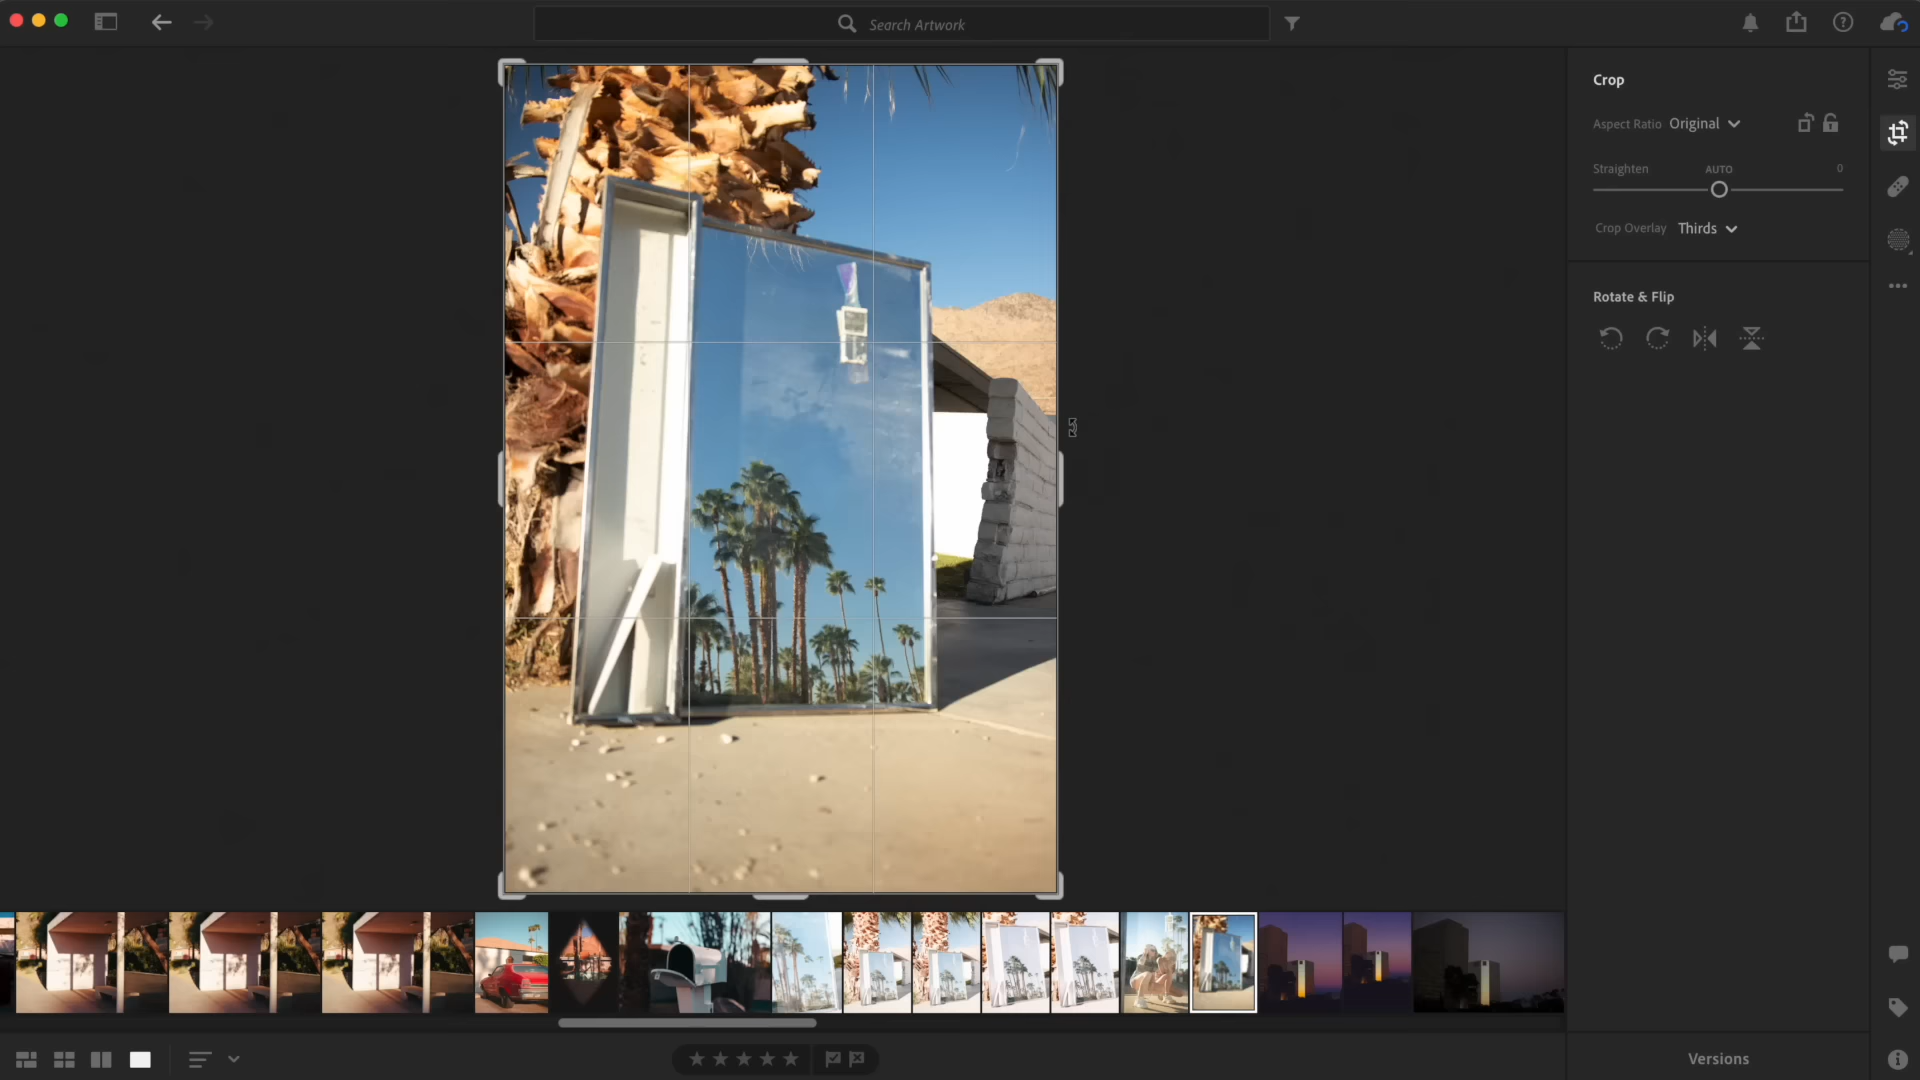 Search Artwork
Crop
Aspect Ratio Original
Straighten AUTO 0
Crop Overlay Thirds
Rotate & Flip
Versions